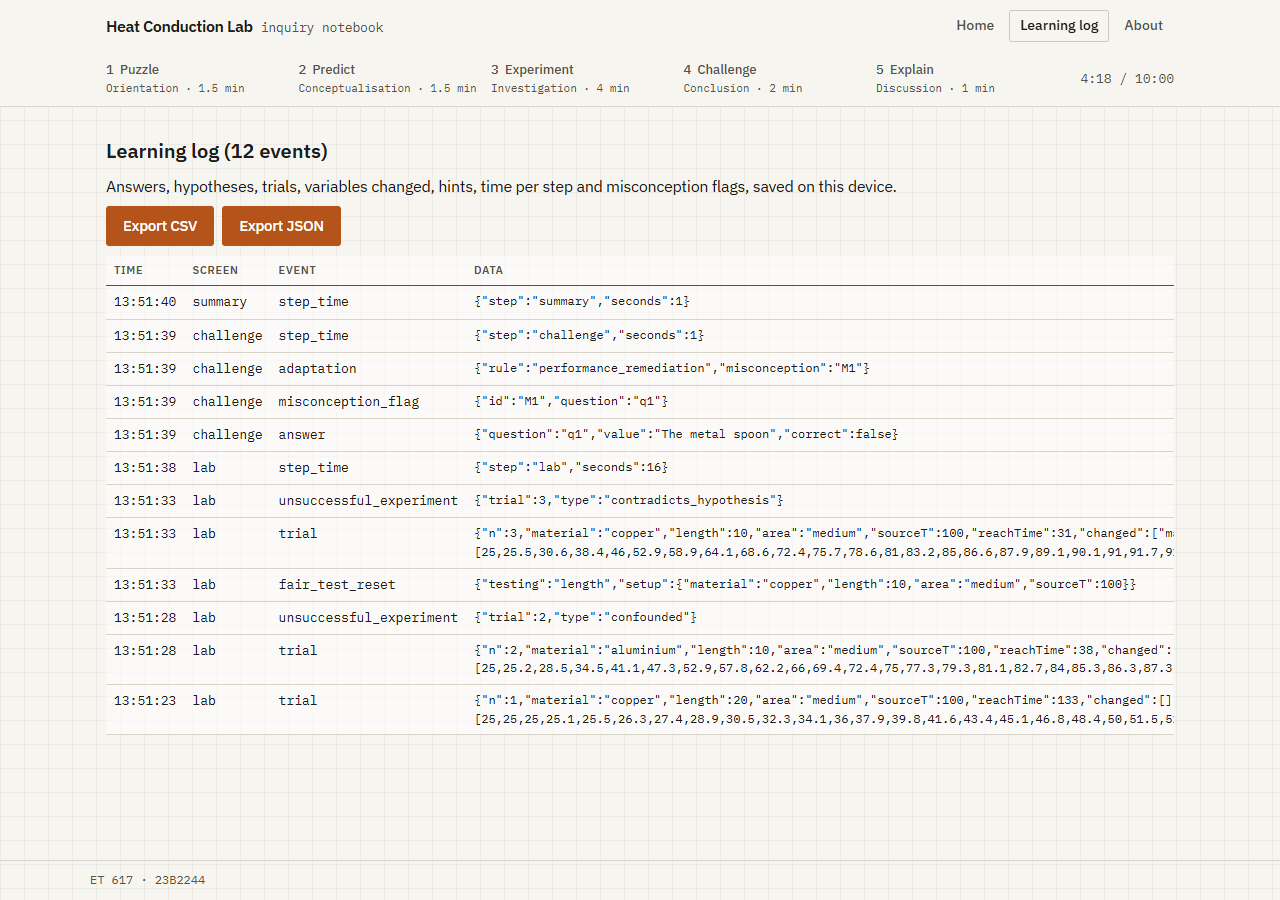 Heat Conduction Lab inquiry notebook
Home Learning log About
1 Puzzle
Orientation · 1.5 min
2 Predict
Conceptualisation · 1.5 min
3 Experiment
Investigation · 4 min
4 Challenge
Conclusion · 2 min
5 Explain
Discussion · 1 min
4:18 / 10:00
Learning log (12 events)
Answers, hypotheses, trials, variables changed, hints, time per step and misconception flags, saved on this device.
Export CSV Export JSON
TIME SCREEN EVENT DATA
13:51:40 summary step_time {"step":"summary","seconds":1}
13:51:39 challenge step_time {"step":"challenge","seconds":1}
13:51:39 challenge adaptation {"rule":"performance_remediation","misconception":"M1"}
13:51:39 challenge misconception_flag {"id":"M1","question":"q1"}
13:51:39 challenge answer {"question":"q1","value":"The metal spoon","correct":false}
13:51:38 lab step_time {"step":"lab","seconds":16}
13:51:33 lab unsuccessful_experiment {"trial":3,"type":"contradicts_hypothesis"}
13:51:33 lab trial {"n":3,"material":"copper","length":10,"area":"medium","sourceT":100,"reachTime":31,"changed":["m
[25,25.5,30.6,38.4,46,52.9,58.9,64.1,68.6,72.4,75.7,78.6,81,83.2,85,86.6,87.9,89.1,90.1,91,91.7,9
13:51:33 lab fair_test_reset {"testing":"length","setup":{"material":"copper","length":10,"area":"medium","sourceT":100}}
13:51:28 lab unsuccessful_experiment {"trial":2,"type":"confounded"}
13:51:28 lab trial {"n":2,"material":"aluminium","length":10,"area":"medium","sourceT":100,"reachTime":38,"changed":
[25,25.2,28.5,34.5,41.1,47.3,52.9,57.8,62.2,66,69.4,72.4,75,77.3,79.3,81.1,82.7,84,85.3,86.3,87.3
13:51:23 lab trial {"n":1,"material":"copper","length":20,"area":"medium","sourceT":100,"reachTime":133,"changed":[]
[25,25,25,25.1,25.5,26.3,27.4,28.9,30.5,32.3,34.1,36,37.9,39.8,41.6,43.4,45.1,46.8,48.4,50,51.5,5
ET 617 · 23B2244